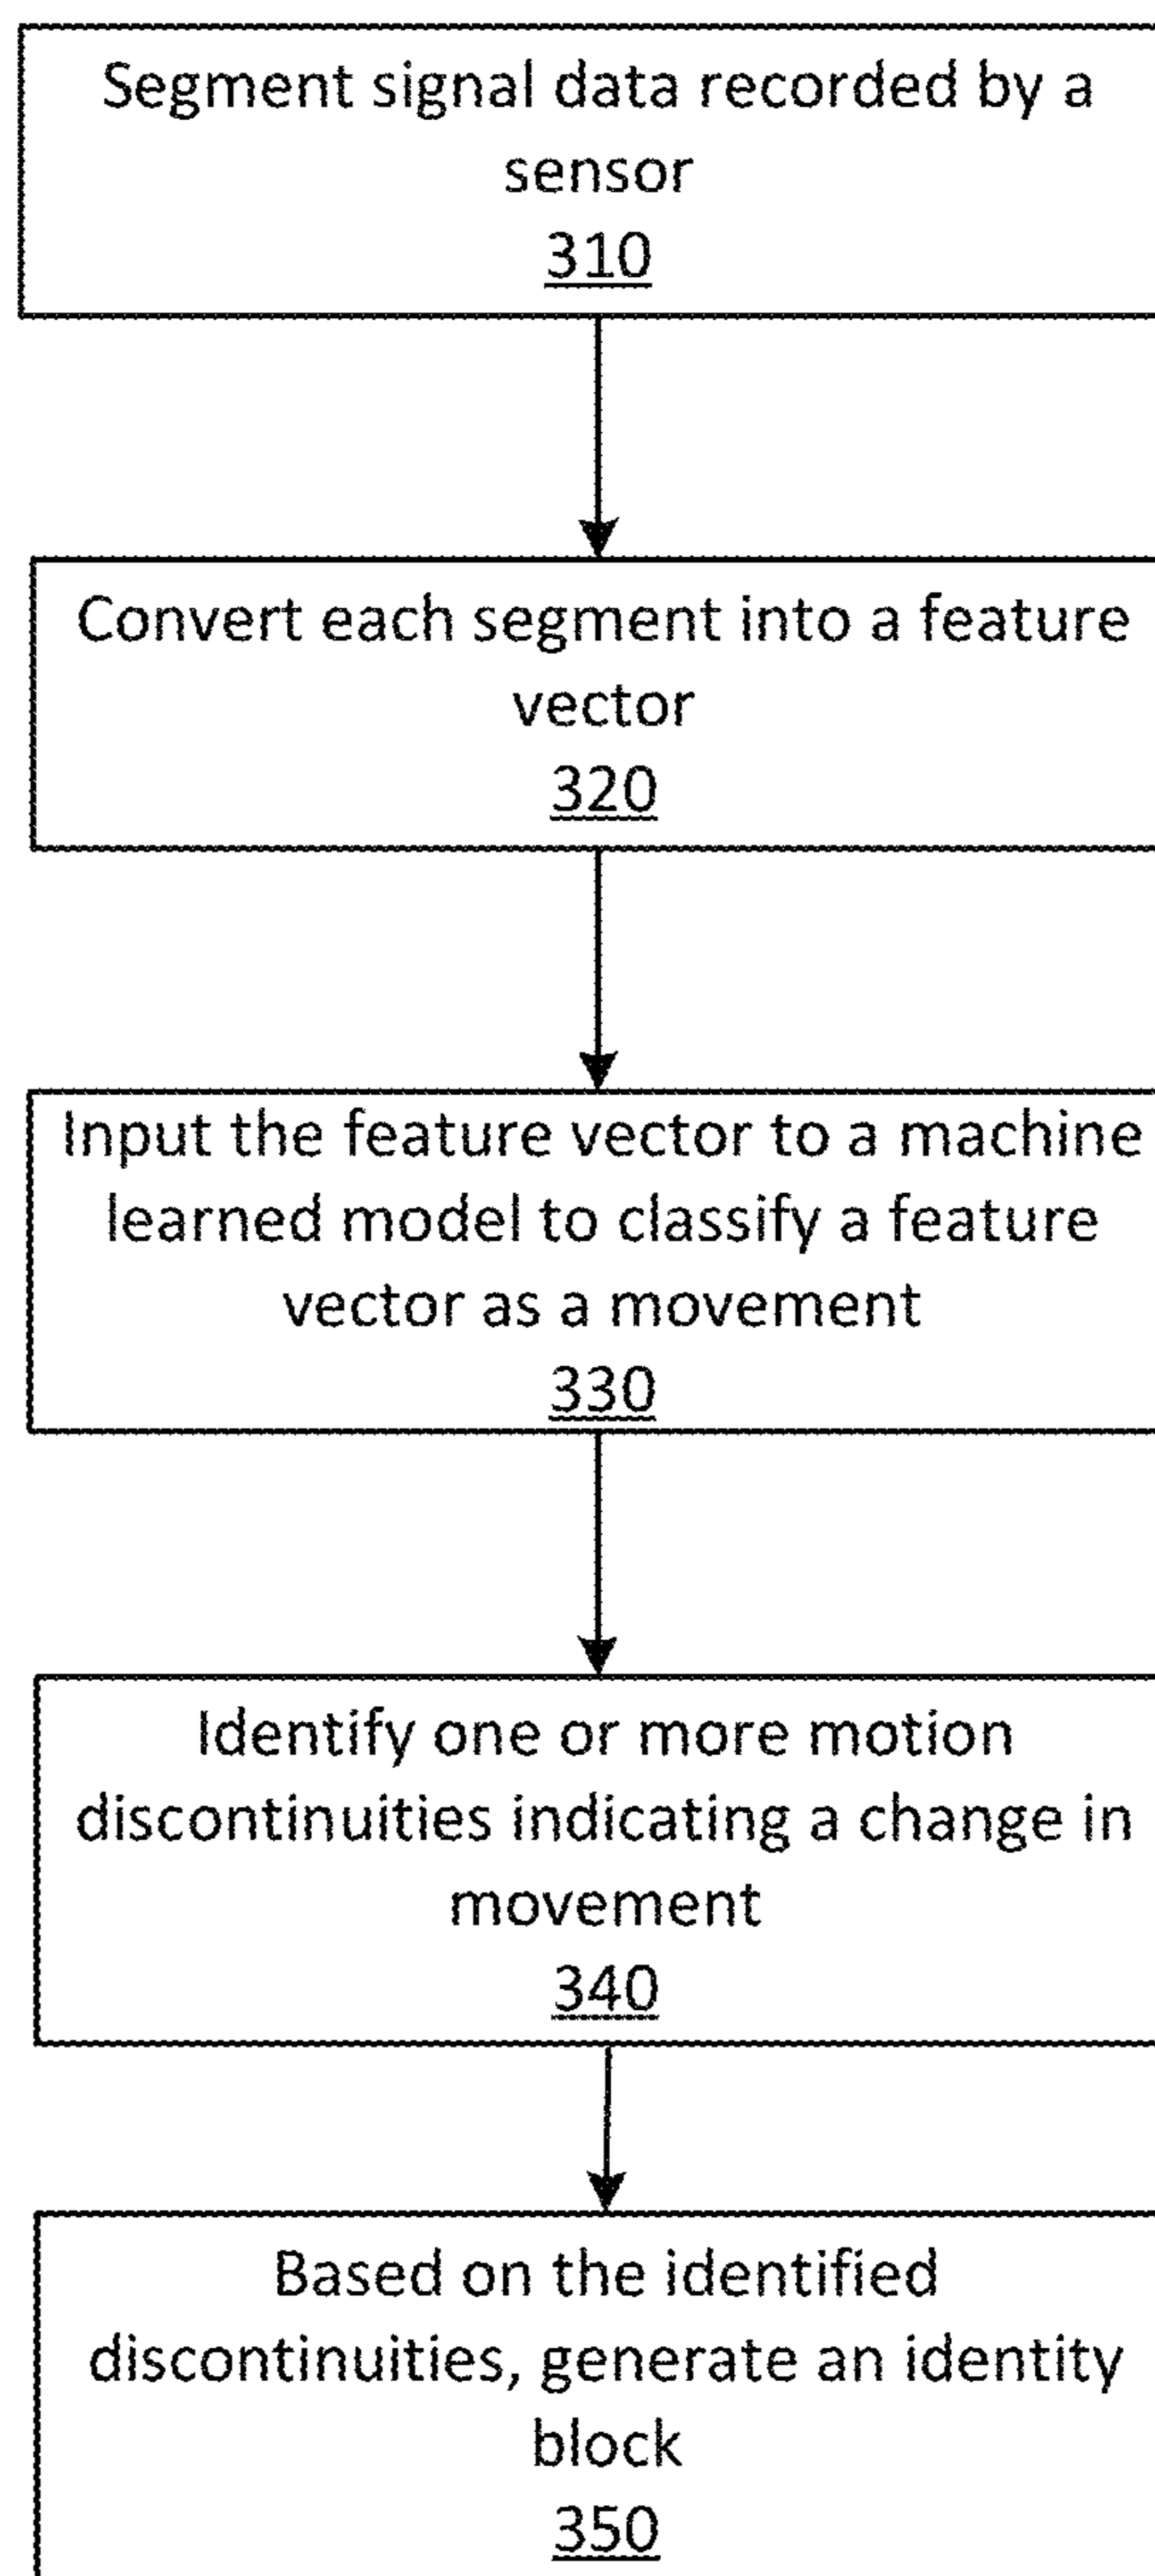 Segment signal data recorded by a
sensor
310
Convert each segment into a feature
vector
320
Input the feature vector to a machine
learned model to classify a feature
vector as a movement
330
Identify one or more motion
discontinuities indicating a change in
movement
340
Based on the identified
discontinuities, generate an identity
block
350